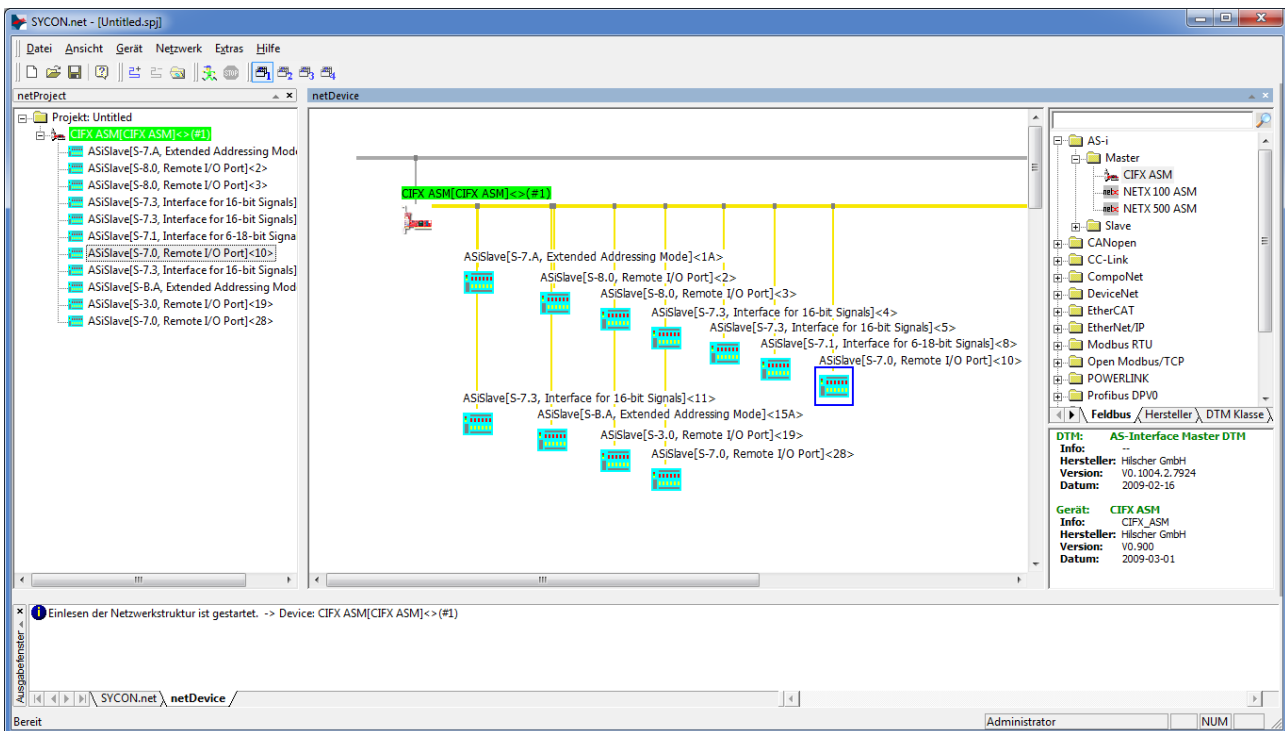 SYCON.net - [Untitled.spj]
Datei Ansicht Gerät Netzwerk Extras Hilfe
netProject
Projekt: Untitled
CIFX ASM[CIFX ASM]<>(#1)
ASiSlave[S-7.A, Extended Addressing Mode
ASiSlave[S-8.0, Remote I/O Port]<2>
ASiSlave[S-8.0, Remote I/O Port]<3>
ASiSlave[S-7.3, Interface for 16-bit Signals]
ASiSlave[S-7.3, Interface for 16-bit Signals]
ASiSlave[S-7.1, Interface for 6-18-bit Signa
ASiSlave[S-7.0, Remote I/O Port]<10>
ASiSlave[S-7.3, Interface for 16-bit Signals]
ASiSlave[S-B.A, Extended Addressing Mod
ASiSlave[S-3.0, Remote I/O Port]<19>
ASiSlave[S-7.0, Remote I/O Port]<28>
netDevice
CIFX ASM[CIFX ASM]<>(#1)
ASiSlave[S-7.A, Extended Addressing Mode]<1A>
ASiSlave[S-8.0, Remote I/O Port]<2>
ASiSlave[S-8.0, Remote I/O Port]<3>
ASiSlave[S-7.3, Interface for 16-bit Signals]<4>
ASiSlave[S-7.3, Interface for 16-bit Signals]<5>
ASiSlave[S-7.1, Interface for 6-18-bit Signals]<8>
ASiSlave[S-7.0, Remote I/O Port]<10>
ASiSlave[S-7.3, Interface for 16-bit Signals]<11>
ASiSlave[S-B.A, Extended Addressing Mode]<15A>
ASiSlave[S-3.0, Remote I/O Port]<19>
ASiSlave[S-7.0, Remote I/O Port]<28>
AS-i
Master
CIFX ASM
NETX 100 ASM
NETX 500 ASM
Slave
CANopen
CC-Link
CompoNet
DeviceNet
EtherCAT
EtherNet/IP
Modbus RTU
Open Modbus/TCP
POWERLINK
Profibus DPV0
Feldbus Hersteller DTM Klasse
DTM: AS-Interface Master DTM
Info: --
Hersteller: Hilscher GmbH
Version: V0.1004.2.7924
Datum: 2009-02-16
Gerät: CIFX ASM
Info: CIFX_ASM
Hersteller: Hilscher GmbH
Version: V0.900
Datum: 2009-03-01
Ausgabefenster
Einlesen der Netzwerkstruktur ist gestartet. -> Device: CIFX ASM[CIFX ASM]<>(#1)
SYCON.net netDevice
Bereit Administrator NUM